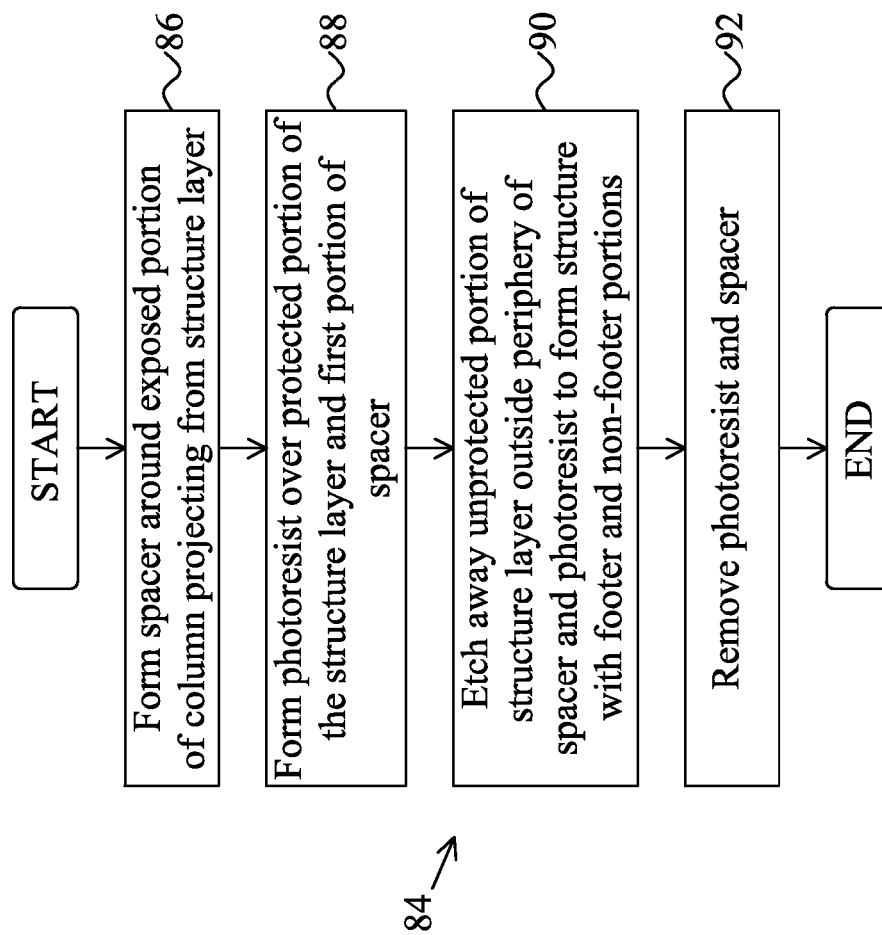 START
Form spacer around exposed portion
of column projecting from structure layer
86
Form photoresist over protected portion of
the structure layer and first portion of
spacer
88
Etch away unprotected portion of
structure layer outside periphery of
spacer and photoresist to form structure
with footer and non-footer portions
90
Remove photoresist and spacer
92
END
84